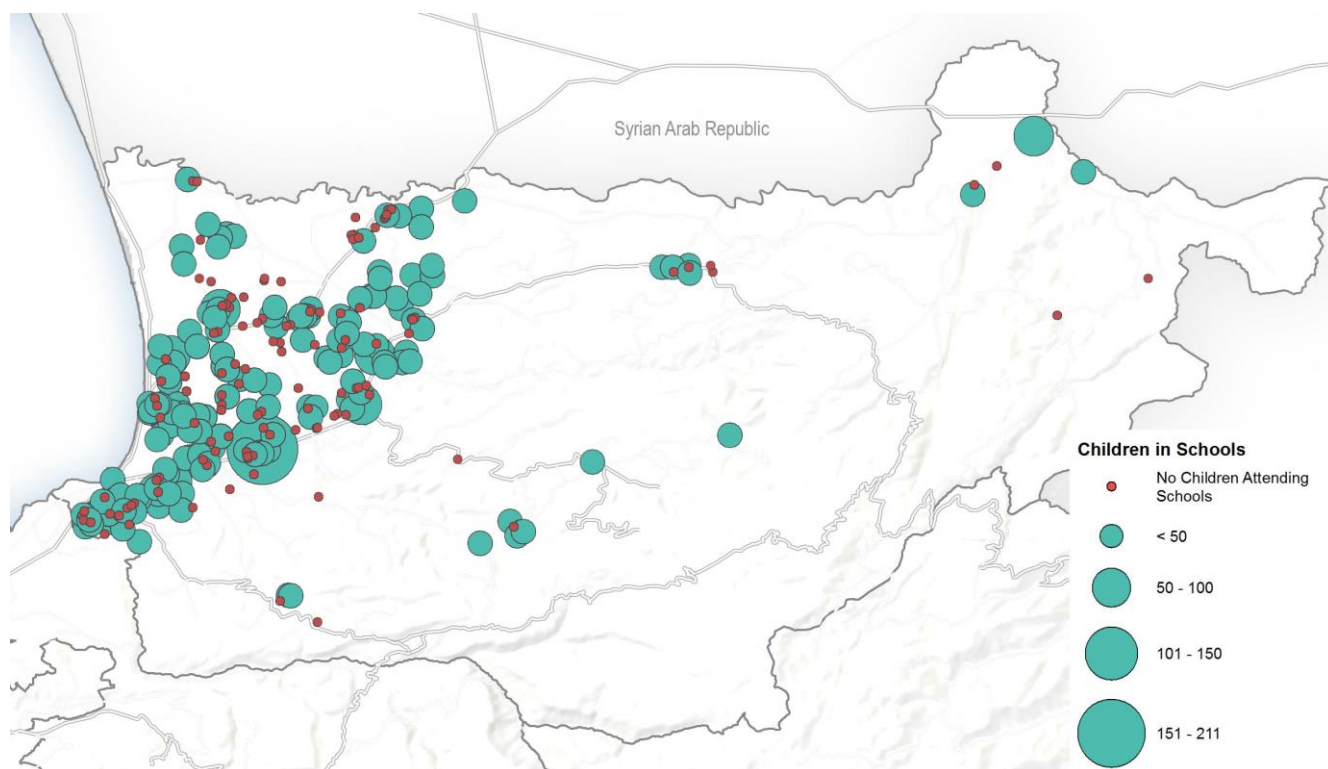 Syrian Arab Republic
Children in Schools
No Children Attending
Schools
< 50
50 - 100
101 - 150
151 - 211